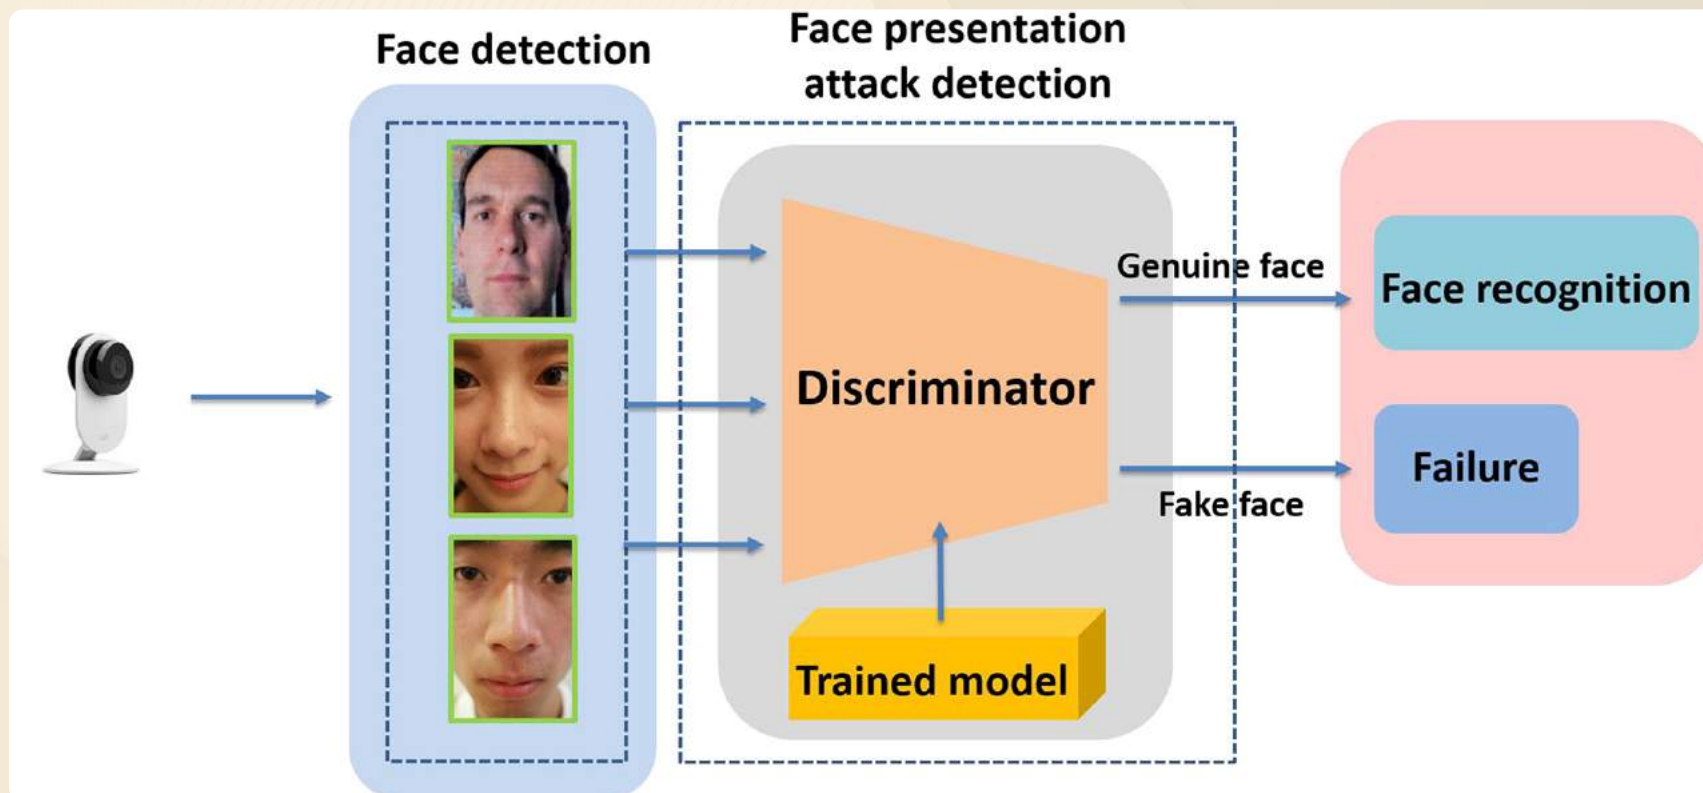 Face detection
Face presentation
attack detection
Discriminator
Trained model
Genuine face
Fake face
Face recognition
Failure